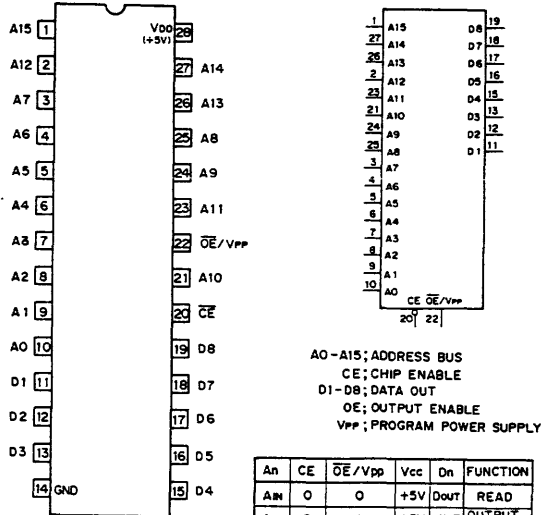 A15 1
VDD 28
(+5V)
A12 2
27 A14
A7 3
26 A13
A6 4
25 A8
A5 5
24 A9
A4 6
23 A11
A3 7
22 OE/VPP
A2 8
21 A10
A1 9
20 CE
A0 10
19 D8
D1 11
18 D7
D2 12
17 D6
D3 13
16 D5
14 GND
15 D4
1 A15
27 A14
26 A13
2 A12
23 A11
21 A10
24 A9
25 A8
3 A7
4 A6
5 A5
6 A4
7 A3
8 A2
9 A1
10 A0
D8 19
D7 18
D6 17
D5 16
D4 15
D3 13
D2 12
D1 11
CE OE/VPP
20 22
A0-A15; ADDRESS BUS
CE; CHIP ENABLE
D1-D8; DATA OUT
OE; OUTPUT ENABLE
VPP; PROGRAM POWER SUPPLY
An CE OE/VPP Vcc Dn FUNCTION
AIN 0 0 +5V DOUT READ
OUTPUT